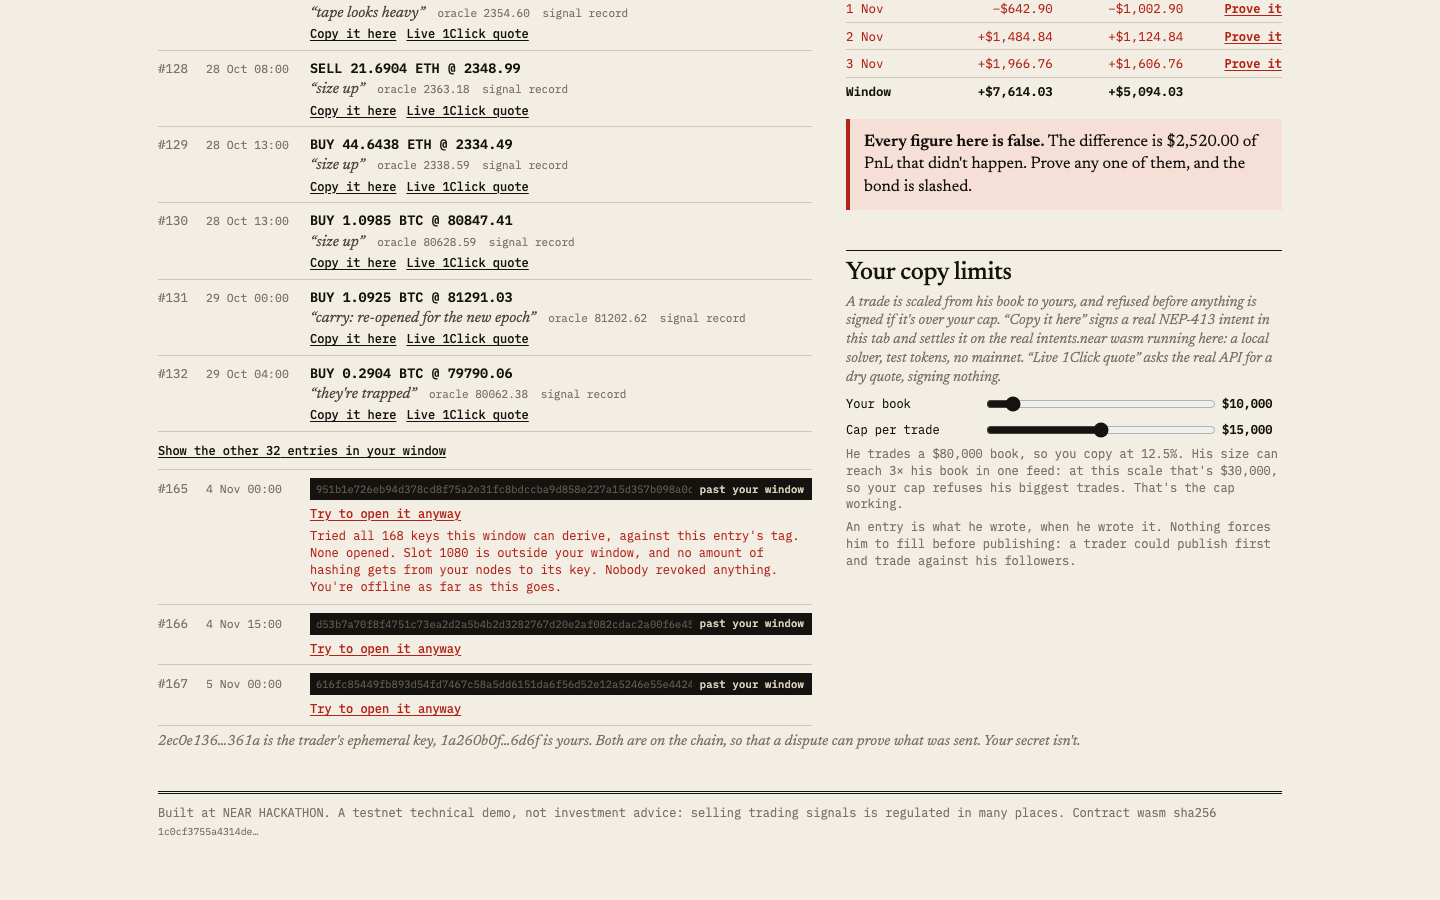 “tape looks heavy” oracle 2354.60 signal record
Copy it here Live 1Click quote
#128 28 Oct 08:00 SELL 21.6904 ETH @ 2348.99
“size up” oracle 2363.18 signal record
Copy it here Live 1Click quote
#129 28 Oct 13:00 BUY 44.6438 ETH @ 2334.49
“size up” oracle 2338.59 signal record
Copy it here Live 1Click quote
#130 28 Oct 13:00 BUY 1.0985 BTC @ 80847.41
“size up” oracle 80628.59 signal record
Copy it here Live 1Click quote
#131 29 Oct 00:00 BUY 1.0925 BTC @ 81291.03
“carry: re-opened for the new epoch” oracle 81202.62 signal record
Copy it here Live 1Click quote
#132 29 Oct 04:00 BUY 0.2904 BTC @ 79790.06
“they're trapped” oracle 80062.38 signal record
Copy it here Live 1Click quote
Show the other 32 entries in your window
#165 4 Nov 00:00 951b1e726eb94d378cd8f75a2e31fc8bdccba9d858e227a15d357b098a0c past your window
Try to open it anyway
Tried all 168 keys this window can derive, against this entry's tag.
None opened. Slot 1080 is outside your window, and no amount of
hashing gets from your nodes to its key. Nobody revoked anything.
You're offline as far as this goes.
#166 4 Nov 15:00 d53b7a70f8f4751c73ea2d2a5b4b2d3282767d20e2af082cdac2a00f6e45 past your window
Try to open it anyway
#167 5 Nov 00:00 616fc85449fb893d54fd7467c58a5dd6151da6f56d52e12a5246e55e4424 past your window
Try to open it anyway
1 Nov −$642.90 −$1,002.90 Prove it
2 Nov +$1,484.84 +$1,124.84 Prove it
3 Nov +$1,966.76 +$1,606.76 Prove it
Window +$7,614.03 +$5,094.03
Every figure here is false. The difference is $2,520.00 of
PnL that didn't happen. Prove any one of them, and the
bond is slashed.
Your copy limits
A trade is scaled from his book to yours, and refused before anything is
signed if it's over your cap. “Copy it here” signs a real NEP-413 intent in
this tab and settles it on the real intents.near wasm running here: a local
solver, test tokens, no mainnet. “Live 1Click quote” asks the real API for a
dry quote, signing nothing.
Your book $10,000
Cap per trade $15,000
He trades a $80,000 book, so you copy at 12.5%. His size can
reach 3× his book in one feed: at this scale that's $30,000,
so your cap refuses his biggest trades. That's the cap
working.
An entry is what he wrote, when he wrote it. Nothing forces
him to fill before publishing: a trader could publish first
and trade against his followers.
2ec0e136…361a is the trader's ephemeral key, 1a260b0f…6d6f is yours. Both are on the chain, so that a dispute can prove what was sent. Your secret isn't.
Built at NEAR HACKATHON. A testnet technical demo, not investment advice: selling trading signals is regulated in many places. Contract wasm sha256
1c0cf3755a4314de…